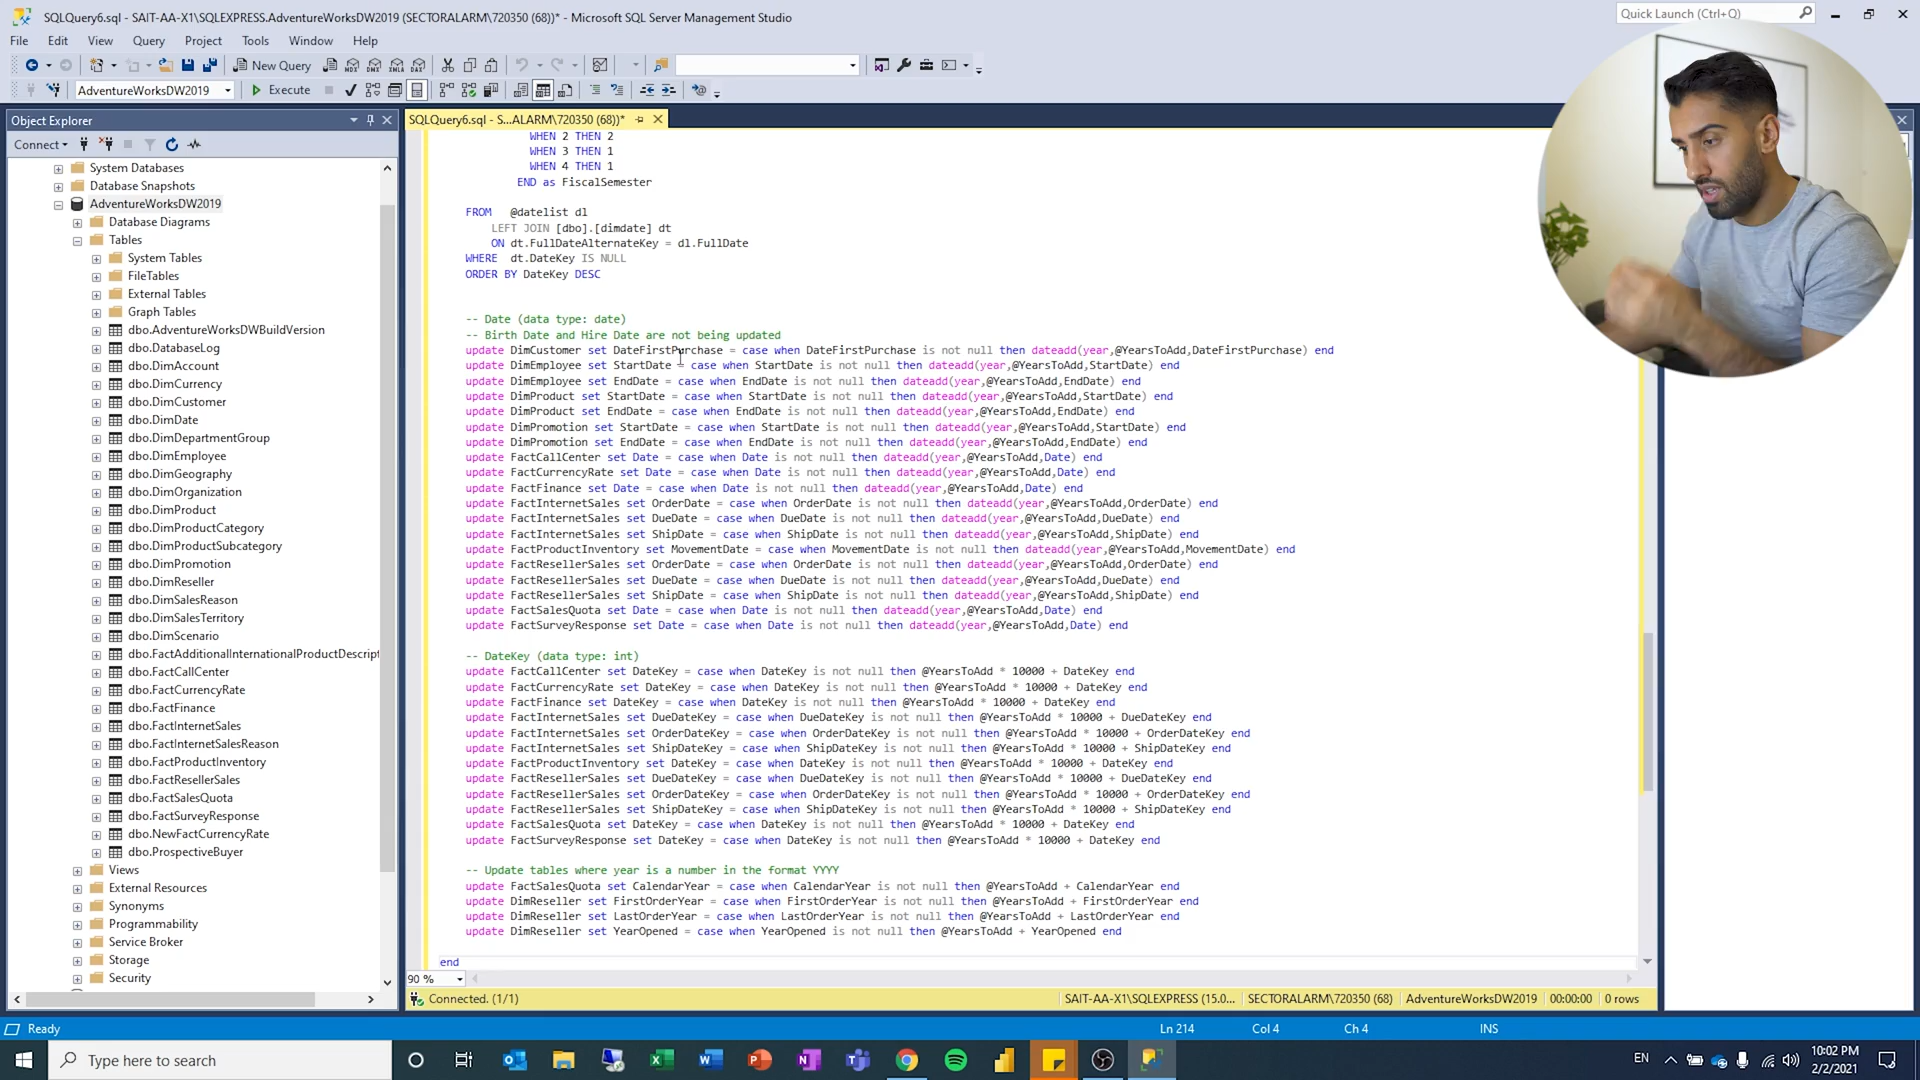 SQLQuery6.sql - SAIT-AA-X1\SQLEXPRESS.AdventureWorksDW2019 (SECTORALARM\720350 (68))* - Microsoft SQL Server Management Studio
Quick Launch (Ctrl+Q)
File Edit View Query Project Tools Window Help
New Query
MDX DMX XMLA DAX
AdventureWorksDW2019
Execute
Object Explorer
Connect
System Databases
Database Snapshots
AdventureWorksDW2019
Database Diagrams
Tables
System Tables
FileTables
External Tables
Graph Tables
dbo.AdventureWorksDWBuildVersion
dbo.DatabaseLog
dbo.DimAccount
dbo.DimCurrency
dbo.DimCustomer
dbo.DimDate
dbo.DimDepartmentGroup
dbo.DimEmployee
dbo.DimGeography
dbo.DimOrganization
dbo.DimProduct
dbo.DimProductCategory
dbo.DimProductSubcategory
dbo.DimPromotion
dbo.DimReseller
dbo.DimSalesReason
dbo.DimSalesTerritory
dbo.DimScenario
dbo.FactAdditionalInternationalProductDescript
dbo.FactCallCenter
dbo.FactCurrencyRate
dbo.FactFinance
dbo.FactInternetSales
dbo.FactInternetSalesReason
dbo.FactProductInventory
dbo.FactResellerSales
dbo.FactSalesQuota
dbo.FactSurveyResponse
dbo.NewFactCurrencyRate
dbo.ProspectiveBuyer
Views
External Resources
Synonyms
Programmability
Service Broker
Storage
Security
SQLQuery6.sql - S...ALARM\720350 (68))*
WHEN 2 THEN 2
WHEN 3 THEN 1
WHEN 4 THEN 1
END as FiscalSemester
FROM @datelist dl
LEFT JOIN [dbo].[dimdate] dt
ON dt.FullDateAlternateKey = dl.FullDate
WHERE dt.DateKey IS NULL
ORDER BY DateKey DESC
-- Date (data type: date)
-- Birth Date and Hire Date are not being updated
update DimCustomer set DateFirstPurchase = case when DateFirstPurchase is not null then dateadd(year,@YearsToAdd,DateFirstPurchase) end
update DimEmployee set StartDate = case when StartDate is not null then dateadd(year,@YearsToAdd,StartDate) end
update DimEmployee set EndDate = case when EndDate is not null then dateadd(year,@YearsToAdd,EndDate) end
update DimProduct set StartDate = case when StartDate is not null then dateadd(year,@YearsToAdd,StartDate) end
update DimProduct set EndDate = case when EndDate is not null then dateadd(year,@YearsToAdd,EndDate) end
update DimPromotion set StartDate = case when StartDate is not null then dateadd(year,@YearsToAdd,StartDate) end
update DimPromotion set EndDate = case when EndDate is not null then dateadd(year,@YearsToAdd,EndDate) end
update FactCallCenter set Date = case when Date is not null then dateadd(year,@YearsToAdd,Date) end
update FactCurrencyRate set Date = case when Date is not null then dateadd(year,@YearsToAdd,Date) end
update FactFinance set Date = case when Date is not null then dateadd(year,@YearsToAdd,Date) end
update FactInternetSales set OrderDate = case when OrderDate is not null then dateadd(year,@YearsToAdd,OrderDate) end
update FactInternetSales set DueDate = case when DueDate is not null then dateadd(year,@YearsToAdd,DueDate) end
update FactInternetSales set ShipDate = case when ShipDate is not null then dateadd(year,@YearsToAdd,ShipDate) end
update FactProductInventory set MovementDate = case when MovementDate is not null then dateadd(year,@YearsToAdd,MovementDate) end
update FactResellerSales set OrderDate = case when OrderDate is not null then dateadd(year,@YearsToAdd,OrderDate) end
update FactResellerSales set DueDate = case when DueDate is not null then dateadd(year,@YearsToAdd,DueDate) end
update FactResellerSales set ShipDate = case when ShipDate is not null then dateadd(year,@YearsToAdd,ShipDate) end
update FactSalesQuota set Date = case when Date is not null then dateadd(year,@YearsToAdd,Date) end
update FactSurveyResponse set Date = case when Date is not null then dateadd(year,@YearsToAdd,Date) end
-- DateKey (data type: int)
update FactCallCenter set DateKey = case when DateKey is not null then @YearsToAdd * 10000 + DateKey end
update FactCurrencyRate set DateKey = case when DateKey is not null then @YearsToAdd * 10000 + DateKey end
update FactFinance set DateKey = case when DateKey is not null then @YearsToAdd * 10000 + DateKey end
update FactInternetSales set DueDateKey = case when DueDateKey is not null then @YearsToAdd * 10000 + DueDateKey end
update FactInternetSales set OrderDateKey = case when OrderDateKey is not null then @YearsToAdd * 10000 + OrderDateKey end
update FactInternetSales set ShipDateKey = case when ShipDateKey is not null then @YearsToAdd * 10000 + ShipDateKey end
update FactProductInventory set DateKey = case when DateKey is not null then @YearsToAdd * 10000 + DateKey end
update FactResellerSales set DueDateKey = case when DueDateKey is not null then @YearsToAdd * 10000 + DueDateKey end
update FactResellerSales set OrderDateKey = case when OrderDateKey is not null then @YearsToAdd * 10000 + OrderDateKey end
update FactResellerSales set ShipDateKey = case when ShipDateKey is not null then @YearsToAdd * 10000 + ShipDateKey end
update FactSalesQuota set DateKey = case when DateKey is not null then @YearsToAdd * 10000 + DateKey end
update FactSurveyResponse set DateKey = case when DateKey is not null then @YearsToAdd * 10000 + DateKey end
-- Update tables where year is a number in the format YYYY
update FactSalesQuota set CalendarYear = case when CalendarYear is not null then @YearsToAdd + CalendarYear end
update DimReseller set FirstOrderYear = case when FirstOrderYear is not null then @YearsToAdd + FirstOrderYear end
update DimReseller set LastOrderYear = case when LastOrderYear is not null then @YearsToAdd + LastOrderYear end
update DimReseller set YearOpened = case when YearOpened is not null then @YearsToAdd + YearOpened end
end
90 %
Connected. (1/1)
SAIT-AA-X1\SQLEXPRESS (15.0... SECTORALARM\720350 (68) AdventureWorksDW2019 00:00:00 0 rows
Ready
Ln 214 Col 4 Ch 4 INS
Type here to search
EN
10:02 PM
2/2/2021